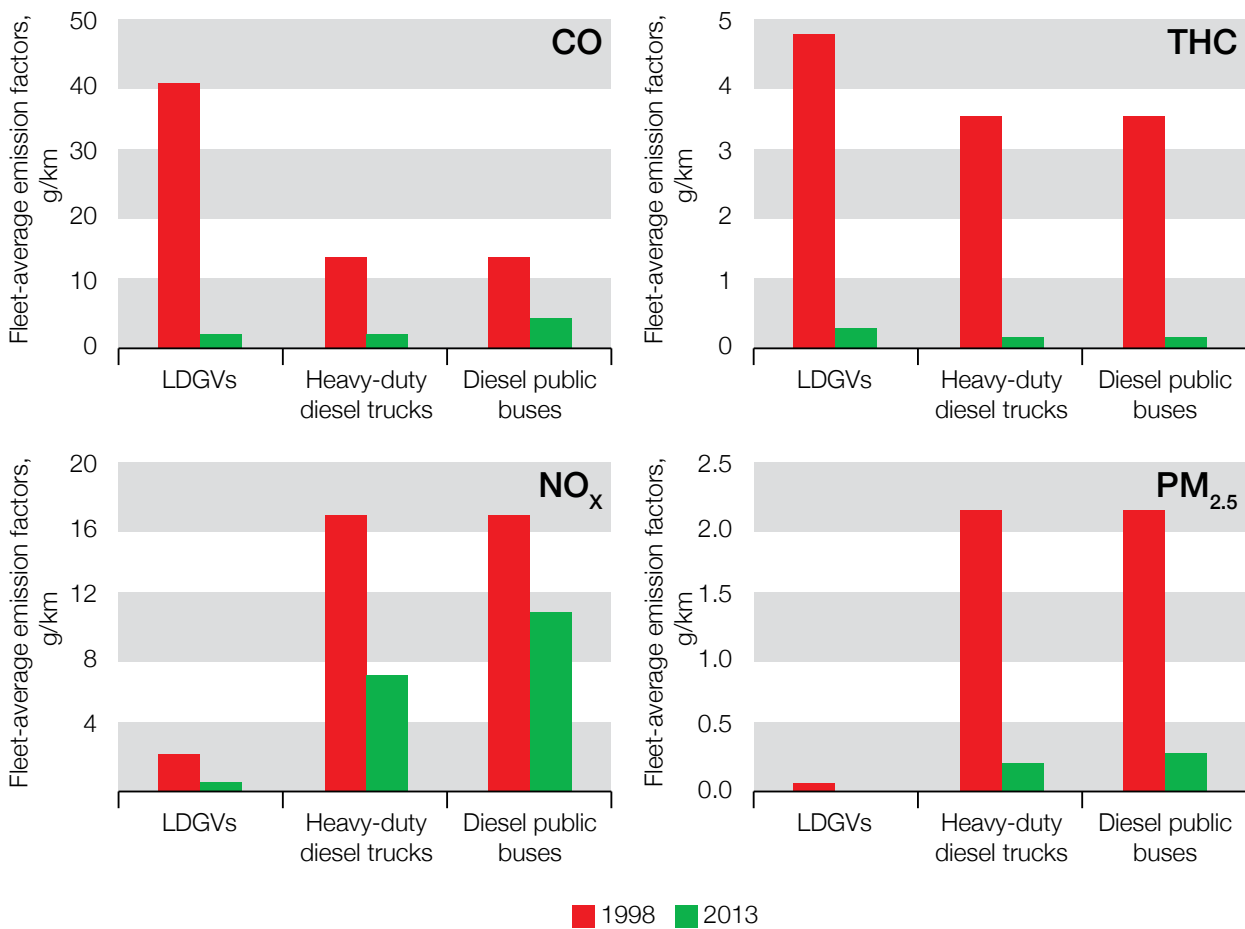 Fleet-average emission factors,
g/km
50
40
30
20
10
0
CO
LDGVs
Heavy-duty
diesel trucks
Diesel public
buses
Fleet-average emission factors,
g/km
5
4
3
2
1
0
THC
LDGVs
Heavy-duty
diesel trucks
Diesel public
buses
Fleet-average emission factors,
g/km
20
16
12
8
4
NOX
LDGVs
Heavy-duty
diesel trucks
Diesel public
buses
Fleet-average emission factors,
g/km
2.5
2.0
1.5
1.0
0.5
0.0
PM2.5
LDGVs
Heavy-duty
diesel trucks
Diesel public
buses
1998 2013